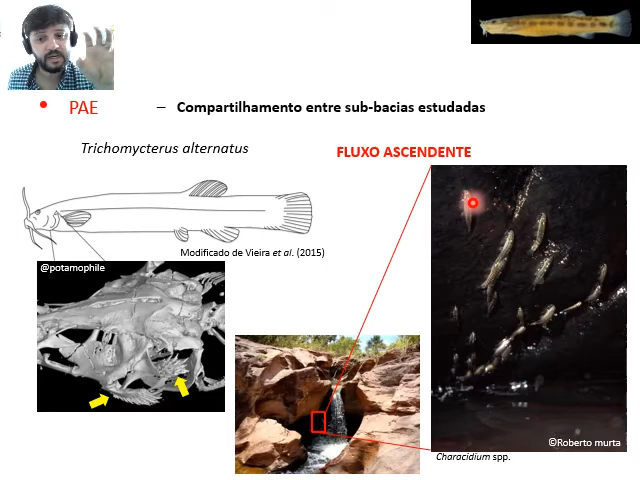 • PAE – Compartilhamento entre sub-bacias estudadas
Trichomycterus alternatus
FLUXO ASCENDENTE
Modificado de Vieira et al. (2015)
@potamophile
©Roberto murta
Characidium spp.